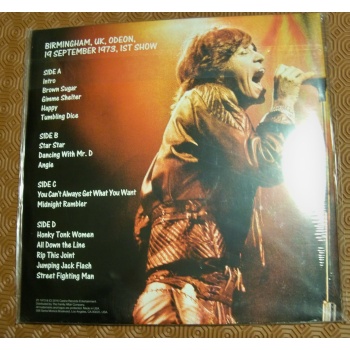 BIRMINGHAM, UK, ODEON,
19 SEPTEMBER 1973, 1ST SHOW
SIDE A
Intro
Brown Sugar
Gimme Shelter
Happy
Tumbling Dice
SIDE B
Star Star
Dancing With Mr. D
Angie
SIDE C
You Can't Always Get What You Want
Midnight Rambler
SIDE D
Honky Tonk Women
All Down the Line
Rip This Joint
Jumping Jack Flash
Street Fighting Man